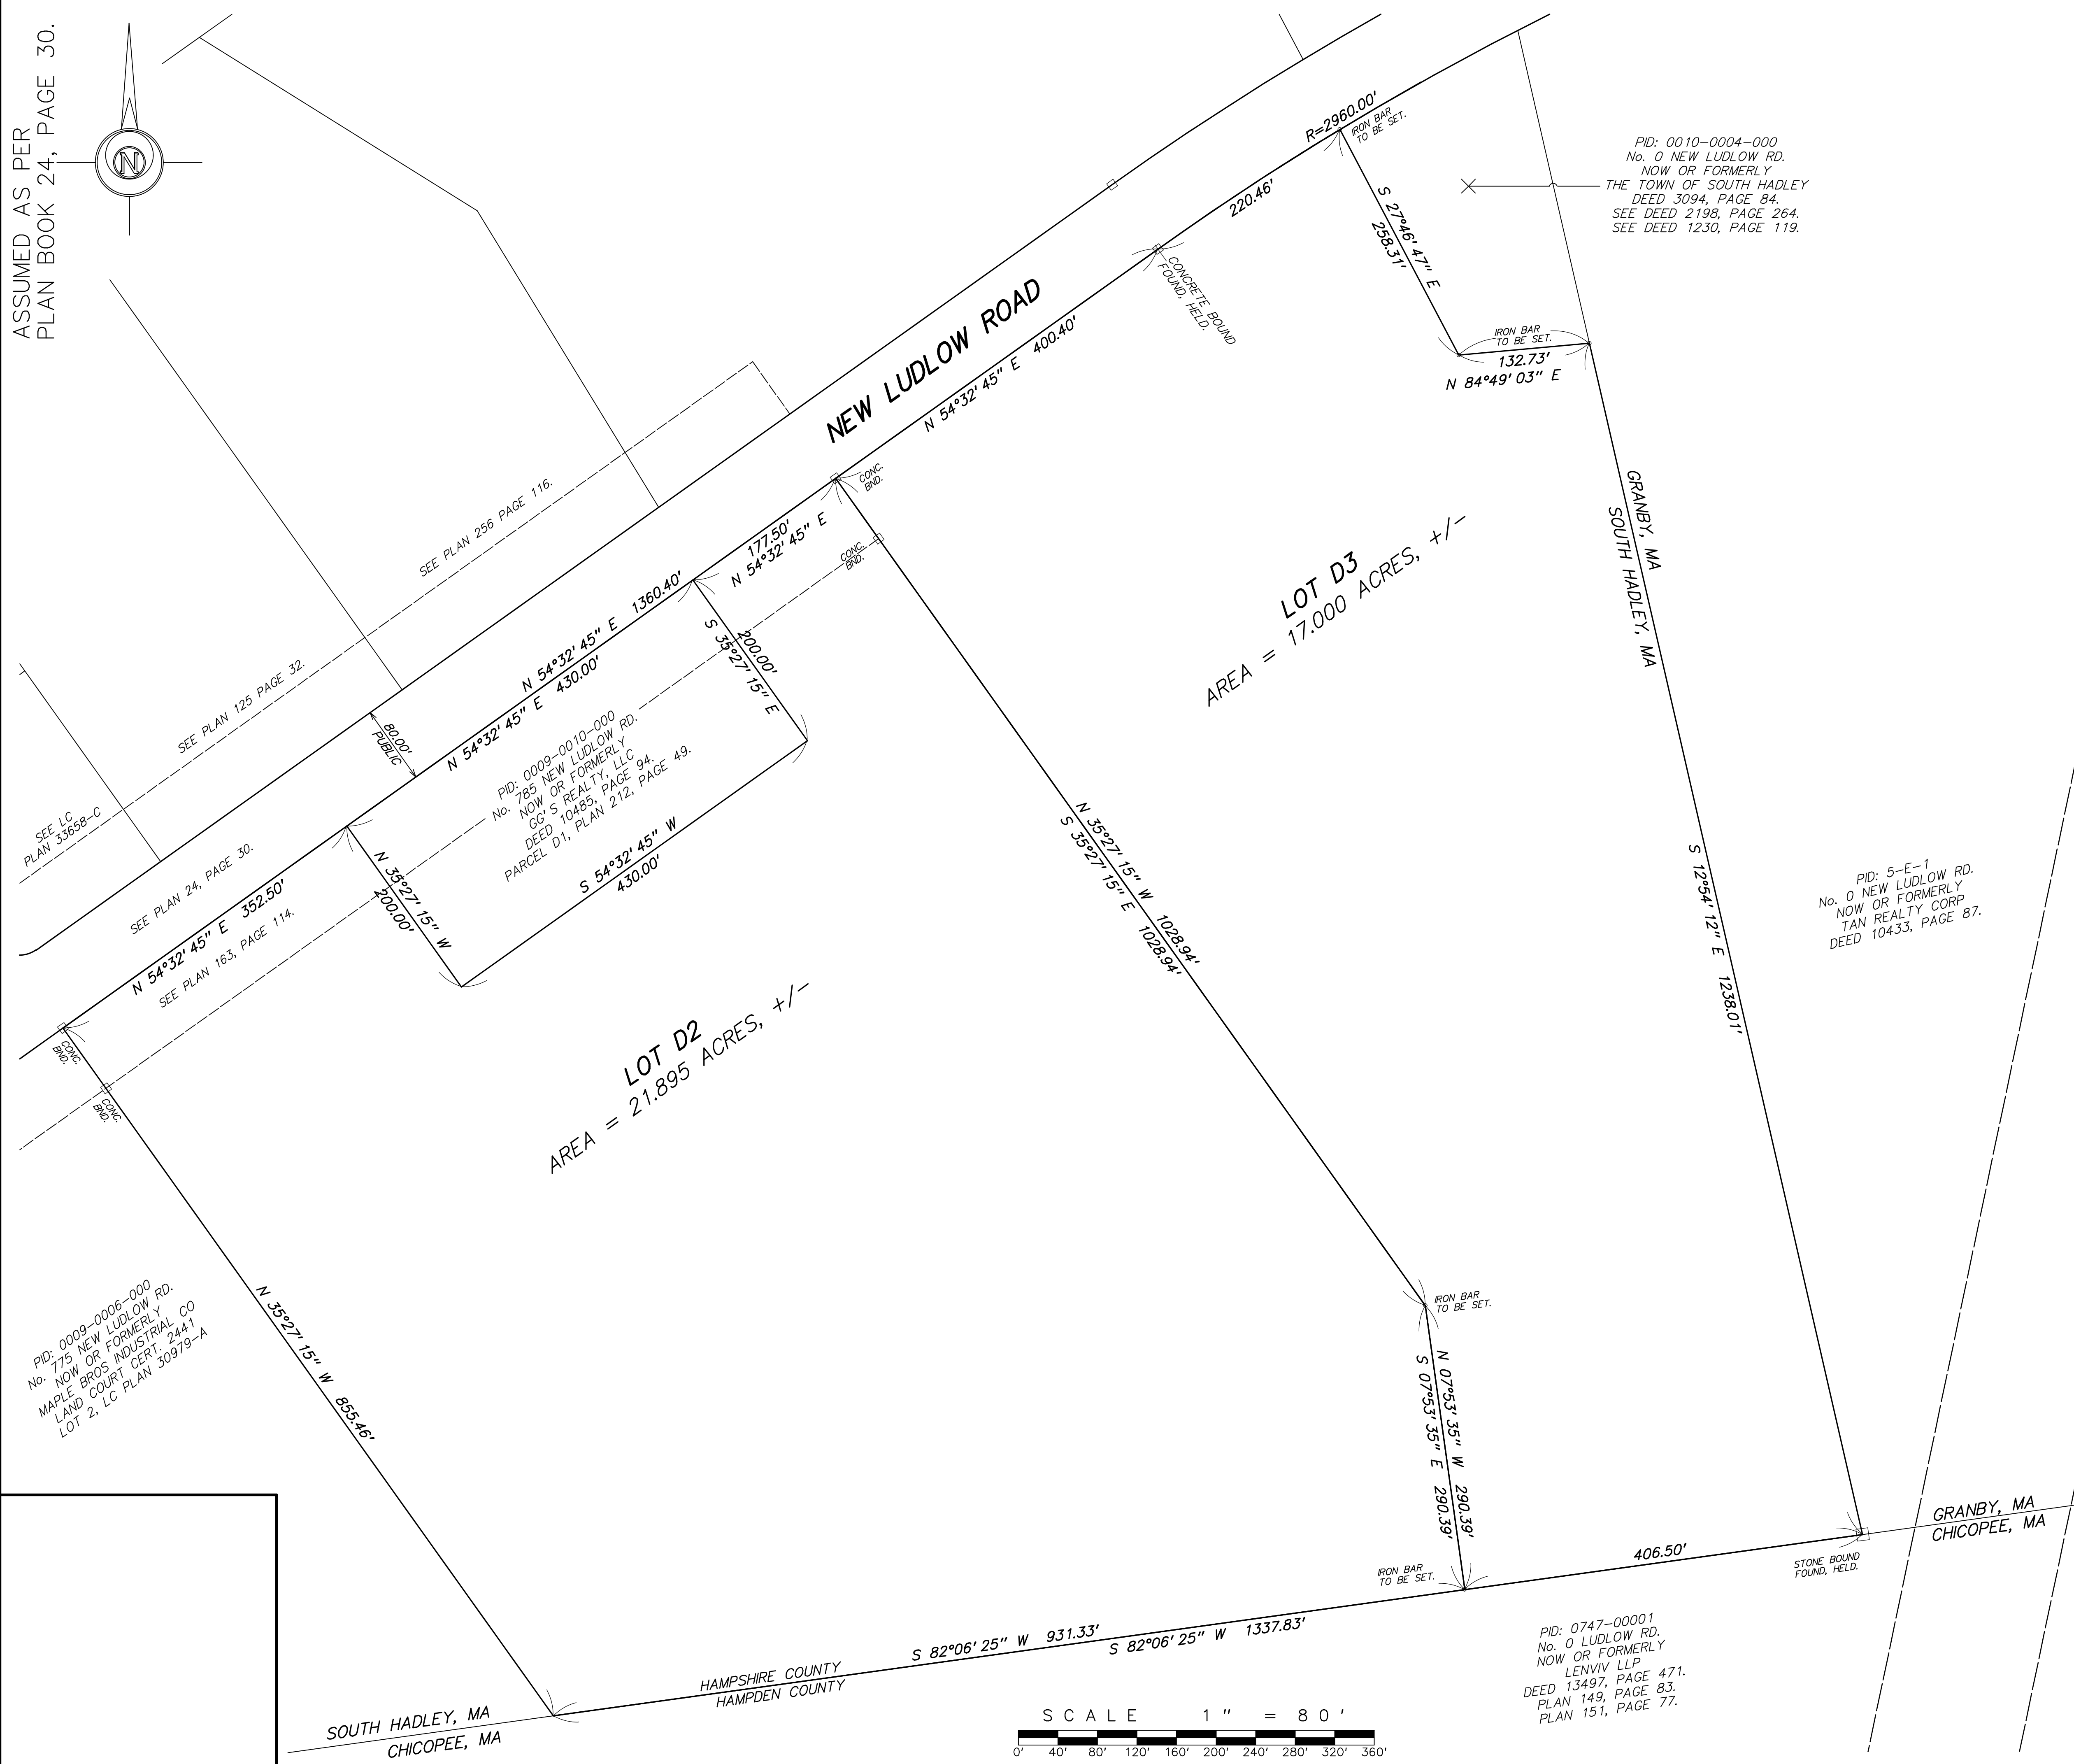 ASSUMED AS PER
PLAN BOOK 24, PAGE 30.
N
R=2960.00'
IRON BAR
TO BE SET.
PID: 0010-0004-000
No. 0 NEW LUDLOW RD.
NOW OR FORMERLY
THE TOWN OF SOUTH HADLEY
DEED 3094, PAGE 84.
SEE DEED 2198, PAGE 264.
SEE DEED 1230, PAGE 119.
220.46'
S 27°46'47" E
258.31'
CONCRETE BOUND
FOUND, HELD.
IRON BAR
TO BE SET.
132.73'
N 84°49'03" E
NEW LUDLOW ROAD
N 54°32'45" E 400.40'
CONC.
BND.
SEE PLAN 256 PAGE 116.
177.50'
N 54°32'45" E
CONC.
BND.
GRANBY, MA
SOUTH HADLEY, MA
LOT D3
AREA = 17.000 ACRES, +/-
N 54°32'45" E 1360.40'
N 54°32'45" E 430.00'
200.00'
S 35°27'15" E
SEE PLAN 125 PAGE 32.
80.00'
PUBLIC
PID: 0009-0010-000
No. 785 NEW LUDLOW RD.
NOW OR FORMERLY
GG'S REALTY, LLC
DEED 10485, PAGE 94.
PARCEL D1, PLAN 212, PAGE 49.
S 54°32'45" W
430.00'
SEE LC
PLAN 33658-C
SEE PLAN 24, PAGE 30.
N 54°32'45" E 352.50'
SEE PLAN 163, PAGE 114.
N 35°27'15" W
200.00'
N 35°27'15" W 1028.94'
S 35°27'15" E 1028.94'
S 12°54'12" E 1238.01'
PID: 5-E-1
No. 0 NEW LUDLOW RD.
NOW OR FORMERLY
TAN REALTY CORP
DEED 10433, PAGE 87.
CONC.
BND.
CONC.
BND.
LOT D2
AREA = 21.895 ACRES, +/-
PID: 0009-0006-000
No. 775 NEW LUDLOW RD.
NOW OR FORMERLY
MAPLE BROS INDUSTRIAL CO
LAND COURT CERT. 2441
LOT 2, LC PLAN 30979-A
N 35°27'15" W 855.46'
IRON BAR
TO BE SET.
N 07°53'35" W 290.39'
S 07°53'35" E 290.39'
IRON BAR
TO BE SET.
406.50'
STONE BOUND
FOUND, HELD.
GRANBY, MA
CHICOPEE, MA
S 82°06'25" W 931.33'
S 82°06'25" W 1337.83'
HAMPSHIRE COUNTY
HAMPDEN COUNTY
SOUTH HADLEY, MA
CHICOPEE, MA
PID: 0747-00001
No. 0 LUDLOW RD.
NOW OR FORMERLY
LENVIV LLP
DEED 13497, PAGE 471.
PLAN 149, PAGE 83.
PLAN 151, PAGE 77.
SCALE 1" = 80'
0' 40' 80' 120' 160' 200' 240' 280' 320' 360'